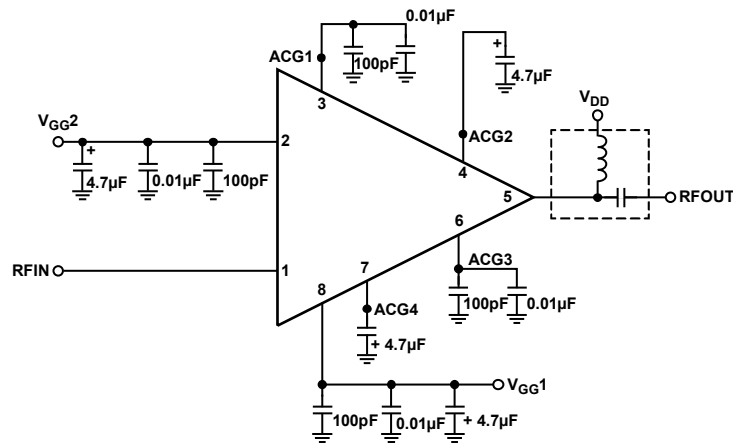 0.01µF
ACG1
100pF
3
4.7µF
+
ACG2
4
VDD
VGG2
2
+
4.7µF
0.01µF
100pF
5
RFOUT
6
ACG3
100pF
0.01µF
RFIN
1
7
ACG4
+ 4.7µF
8
VGG1
100pF
0.01µF
+ 4.7µF